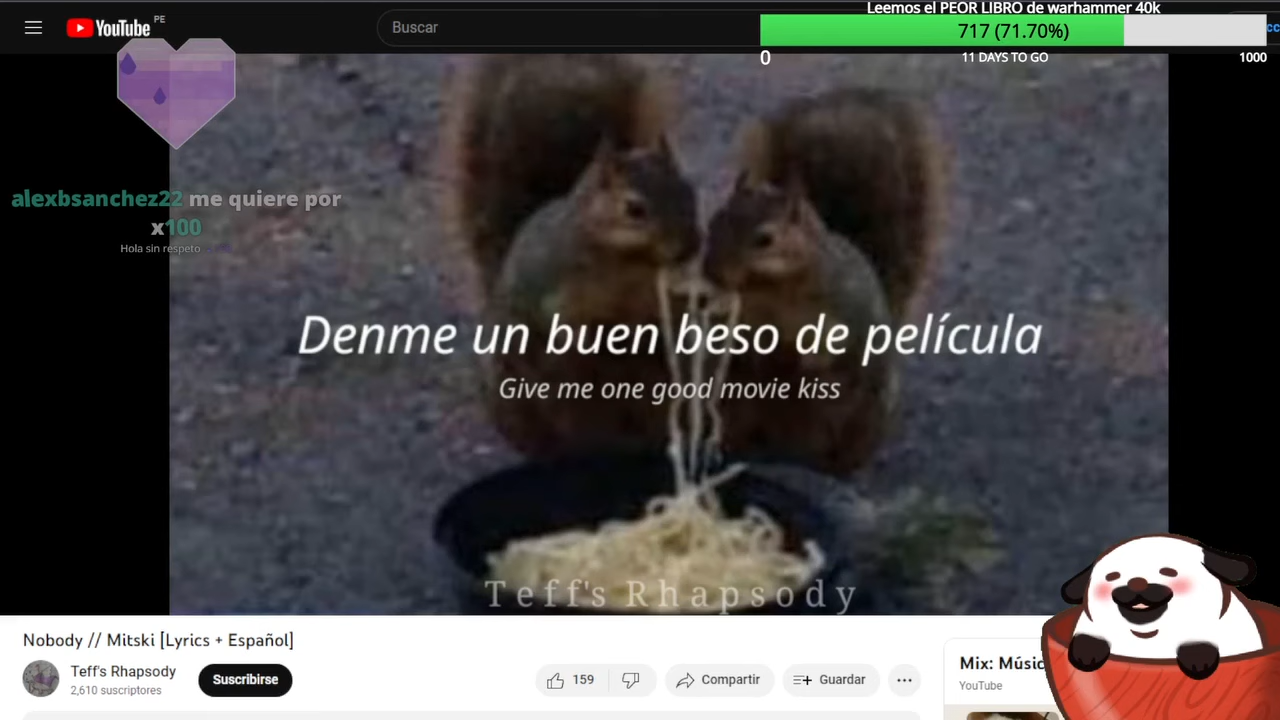 Leemos el PEOR LIBRO de warhammer 40k
YouTube PE
Buscar
717 (71.70%)
0
11 DAYS TO GO
1000
alexbsanchez22 me quiere por
x100
Hola sin respeto
Denme un buen beso de película
Give me one good movie kiss
Teff's Rhapsody
Nobody // Mitski [Lyrics + Español]
Teff's Rhapsody
2,610 suscriptores
Suscribirse
159
Compartir
Guardar
Mix: Músic
YouTube